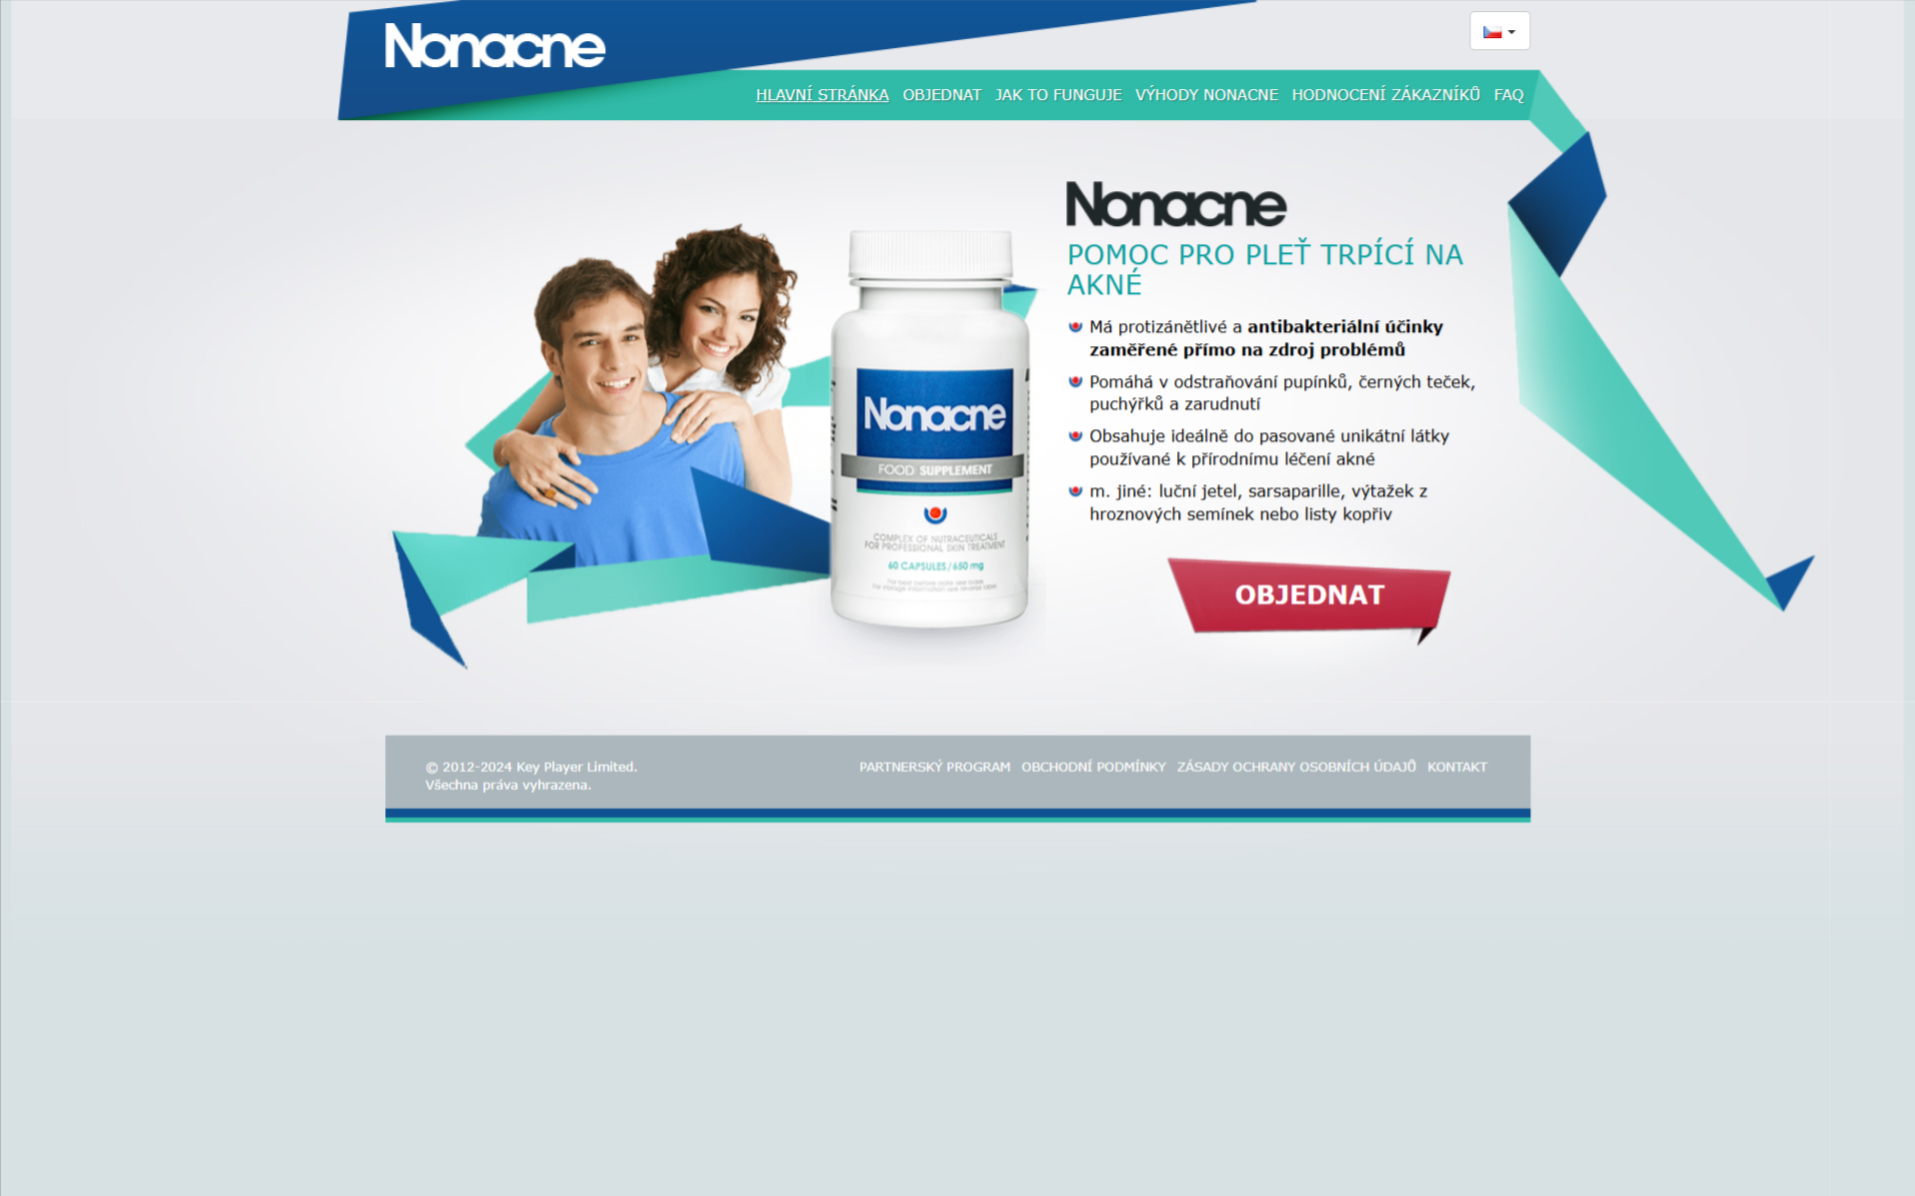 Nonacne
HLAVNÍ STRÁNKA OBJEDNAT JAK TO FUNGUJE VÝHODY NONACNE HODNOCENÍ ZÁKAZNÍKŮ FAQ
Nonacne
POMOC PRO PLEŤ TRPÍCÍ NA
AKNÉ
Má protizánětlivé a antibakteriální účinky
zaměřené přímo na zdroj problémů
Pomáhá v odstraňování pupínků, černých teček,
puchýřků a zarudnutí
Obsahuje ideálně do pasované unikátní látky
používané k přírodnímu léčení akné
m. jiné: luční jetel, sarsaparille, výtažek z
hroznových semínek nebo listy kopřiv
OBJEDNAT
Nonacne
FOOD SUPPLEMENT
COMPLEX OF NUTRACEUTICALS
FOR PROFESSIONAL SKIN TREATMENT
60 CAPSULES/650 mg
© 2012-2024 Key Player Limited.
Všechna práva vyhrazena.
PARTNERSKÝ PROGRAM OBCHODNÍ PODMÍNKY ZÁSADY OCHRANY OSOBNÍCH ÚDAJŮ KONTAKT